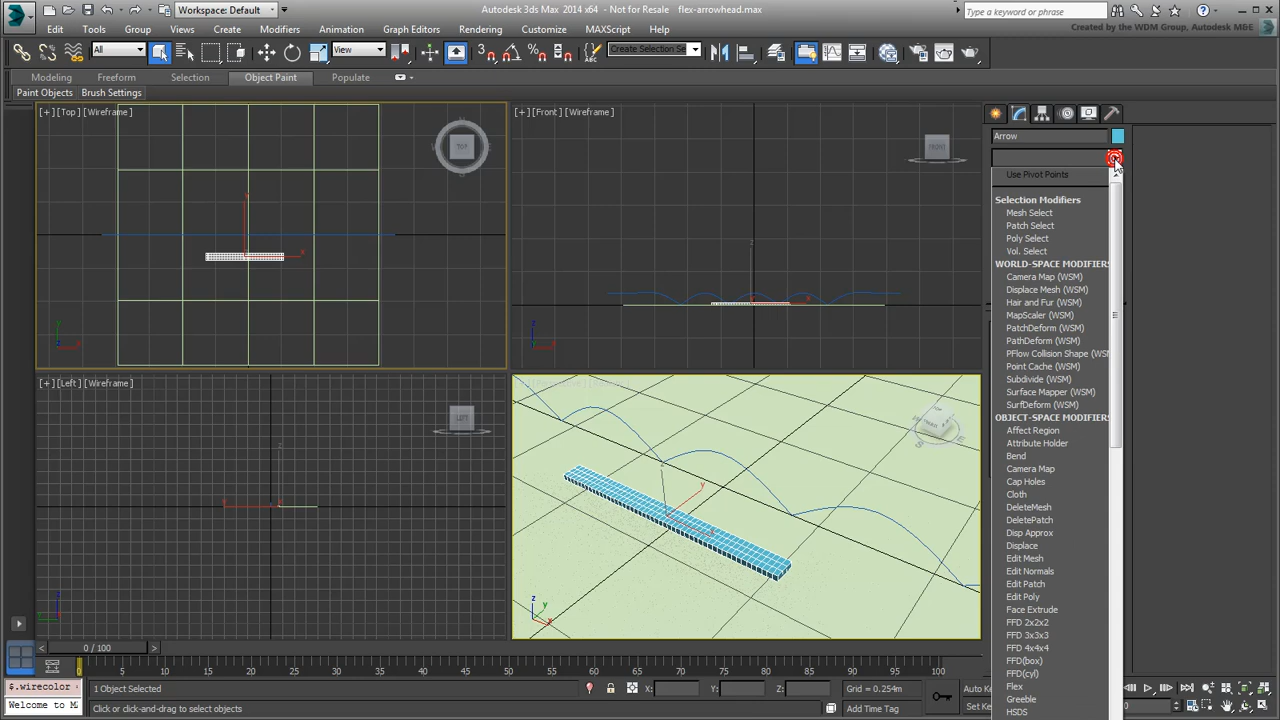 Workspace: Default
Autodesk 3ds Max 2014 x64 - Not for Resale flex-arrowhead.max
Type a keyword or phrase
Edit Tools Group Views Create Modifiers Animation Graph Editors Rendering Customize MAXScript Help
Created by the WDM Group, Autodesk M&E
All
View
Create Selection Se
Modeling Freeform Selection Object Paint Populate
Paint Objects Brush Settings
[+] [Top] [Wireframe]
TOP
[+] [Front] [Wireframe]
FRONT
[+] [Left] [Wireframe]
LEFT
Arrow
Use Pivot Points
Selection Modifiers
Mesh Select
Patch Select
Poly Select
Vol. Select
WORLD-SPACE MODIFIERS
Camera Map (WSM)
Displace Mesh (WSM)
Hair and Fur (WSM)
MapScaler (WSM)
PatchDeform (WSM)
PathDeform (WSM)
PFlow Collision Shape (WSM
Point Cache (WSM)
Subdivide (WSM)
Surface Mapper (WSM)
SurfDeform (WSM)
OBJECT-SPACE MODIFIERS
Affect Region
Attribute Holder
Bend
Camera Map
Cap Holes
Cloth
DeleteMesh
DeletePatch
Disp Approx
Displace
Edit Mesh
Edit Normals
Edit Patch
Edit Poly
Face Extrude
FFD 2x2x2
FFD 3x3x3
FFD 4x4x4
FFD(box)
FFD(cyl)
Flex
Greeble
HSDS
0 / 100
0 5 10 15 20 25 30 35 40 45 50 55 60 65 70 75 80 85 90 95 100
$.wirecolor
1 Object Selected
X: Y: Z:
Grid = 0.254m
Auto Ke
Welcome to M
Click or click-and-drag to select objects
Add Time Tag
Set Ke
0